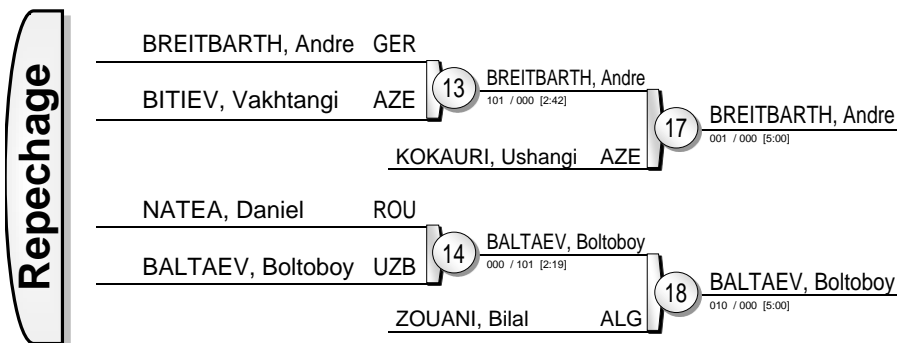 Repechage
BREITBARTH, Andre GER
BITIEV, Vakhtangi AZE
13
BREITBARTH, Andre
101 / 000 [2:42]
KOKAURI, Ushangi AZE
17
BREITBARTH, Andre
001 / 000 [5:00]
NATEA, Daniel ROU
BALTAEV, Boltoboy UZB
14
BALTAEV, Boltoboy
000 / 101 [2:19]
ZOUANI, Bilal ALG
18
BALTAEV, Boltoboy
010 / 000 [5:00]